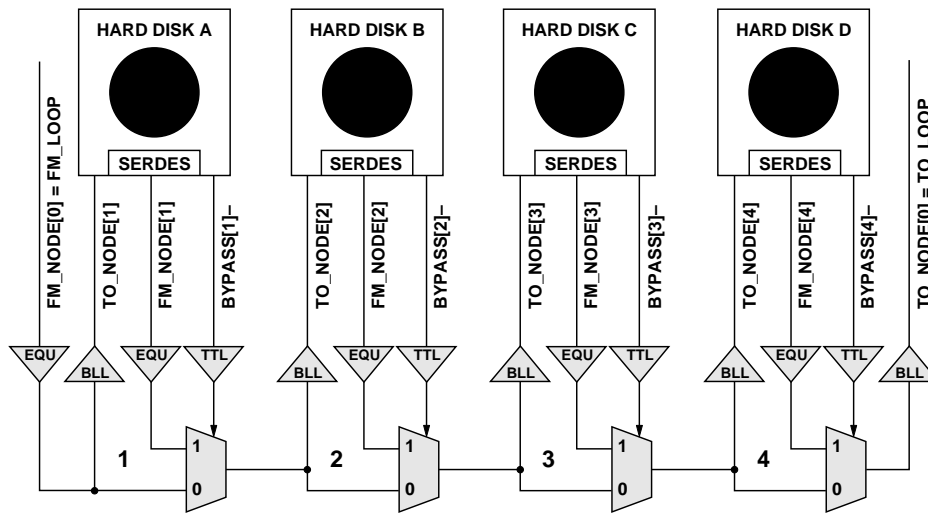 HARD DISK A
HARD DISK B
HARD DISK C
HARD DISK D
SERDES
SERDES
SERDES
SERDES
FM_NODE[0] = FM_LOOP
TO_NODE[1]
FM_NODE[1]
BYPASS[1]–
TO_NODE[2]
FM_NODE[2]
BYPASS[2]–
TO_NODE[3]
FM_NODE[3]
BYPASS[3]–
TO_NODE[4]
FM_NODE[4]
BYPASS[4]–
TO_NODE[0] = TO_LOOP
EQU
BLL
EQU
TTL
BLL
EQU
TTL
BLL
EQU
TTL
BLL
EQU
TTL
BLL
1
1
0
2
1
0
3
1
0
4
1
0